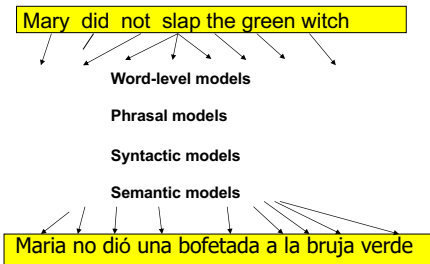 Mary did not slap the green witch
Word-level models
Phrasal models
Syntactic models
Semantic models
Maria no dió una bofetada a la bruja verde